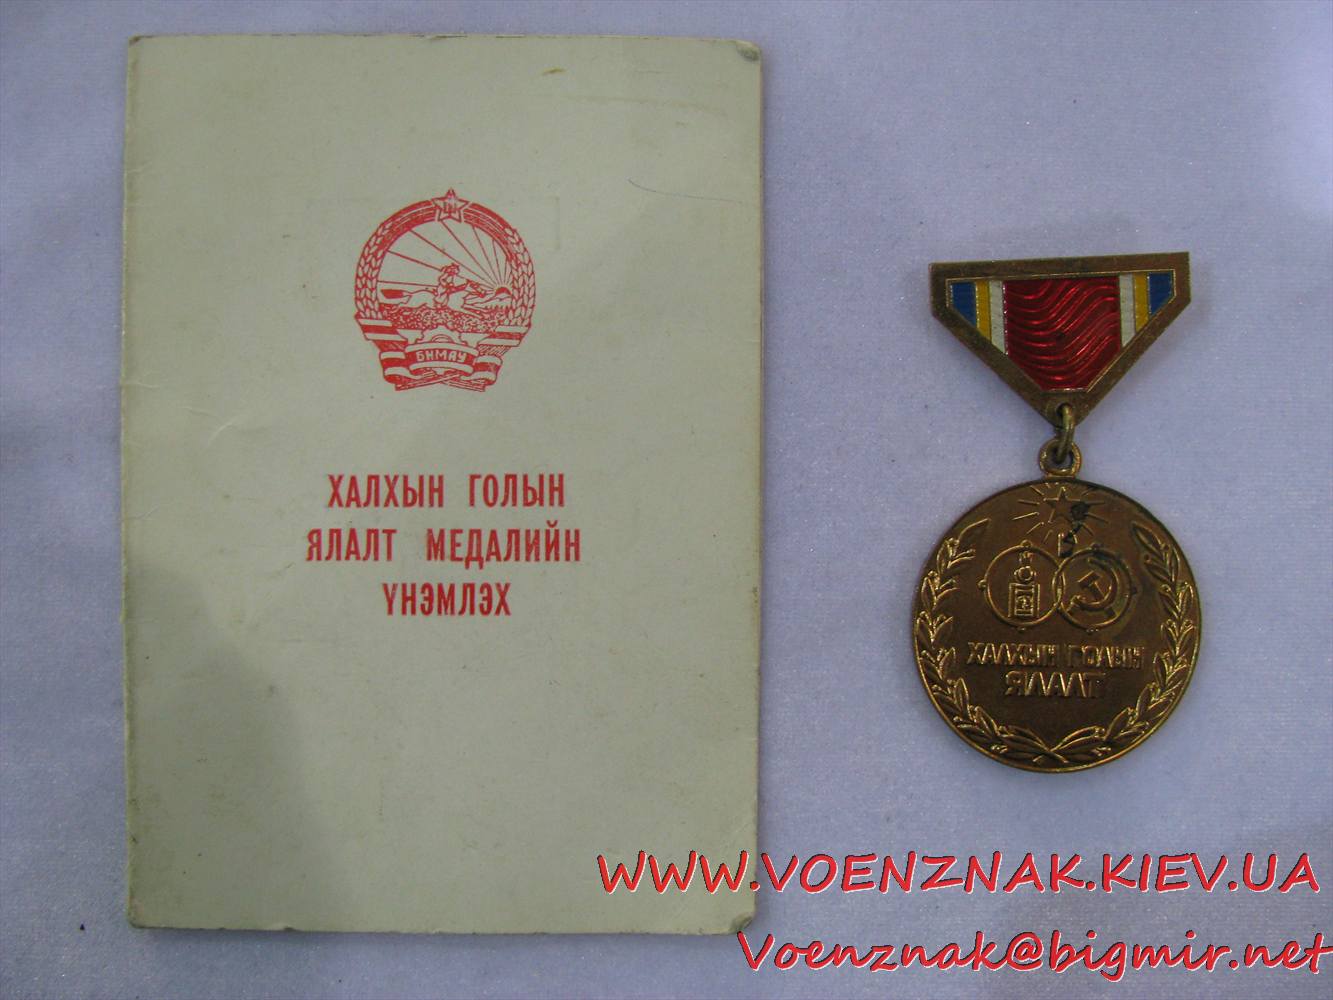 БНМАУ
ХАЛХЫН ГОЛЫН
ЯЛАЛТ МЕДАЛИЙН
ҮНЭМЛЭХ
ХАЛХЫН ГОЛЫН
ЯЛАЛТ
WWW.VOENZNAK.KIEV.UA
Voenznak@bigmir.net